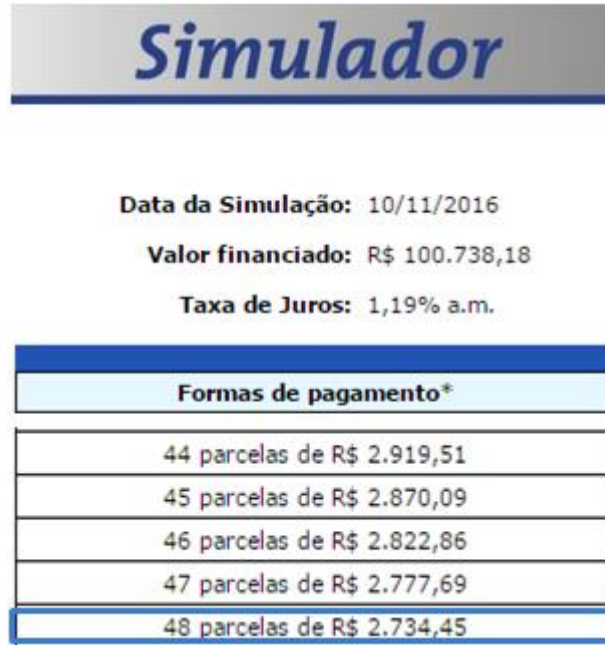 Simulador
Data da Simulação: 10/11/2016
Valor financiado: R$ 100.738,18
Taxa de Juros: 1,19% a.m.
Formas de pagamento*
44 parcelas de R$ 2.919,51
45 parcelas de R$ 2.870,09
46 parcelas de R$ 2.822,86
47 parcelas de R$ 2.777,69
48 parcelas de R$ 2.734,45